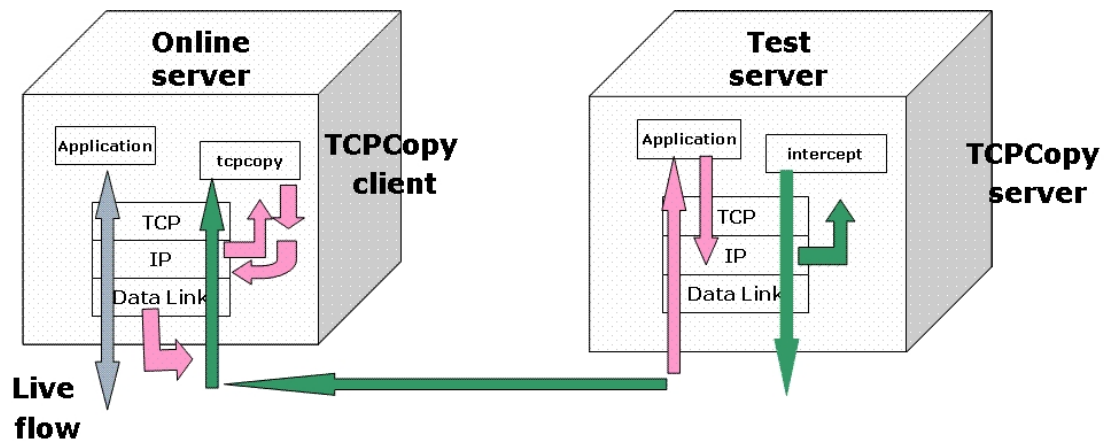 Online
server
Test
server
Application
tcpcopy
TCPCopy
client
TCP
IP
Data Link
Live
flow
Application
intercept
TCPCopy
server
TCP
IP
Data Link